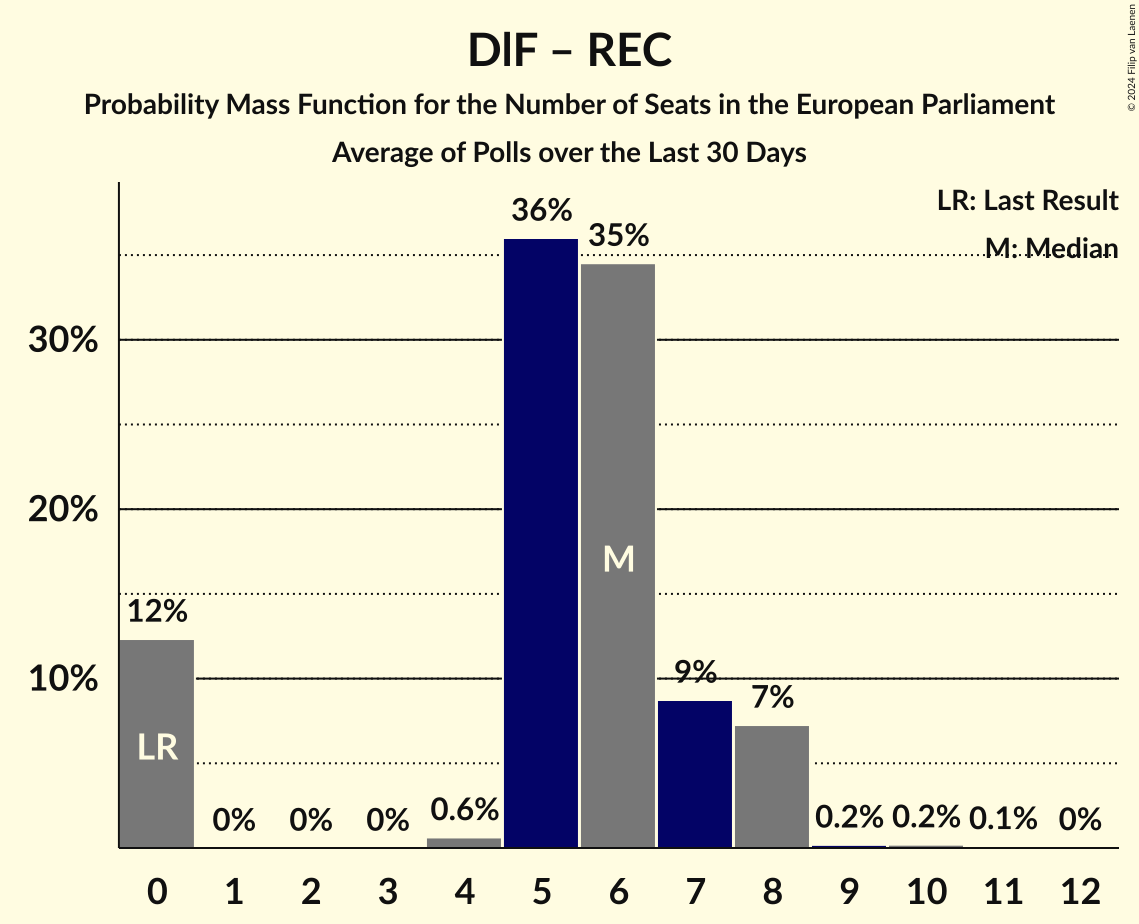 DIF – REC
Probability Mass Function for the Number of Seats in the European Parliament
Average of Polls over the Last 30 Days
© 2024 Filip van Laenen
LR: Last Result
M: Median
36%
35%
30%
20%
M
12%
10%
9%
7%
LR
0% 0% 0% 0.6% 0.2% 0.2% 0.1% 0%
0 1 2 3 4 5 6 7 8 9 10 11 12